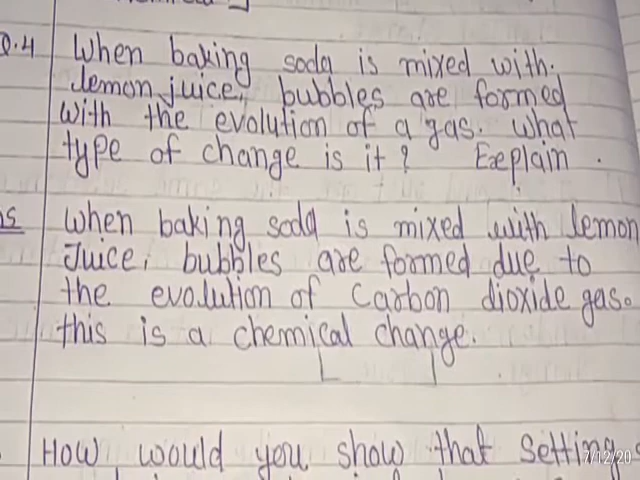 Q.4 When baking soda is mixed with.
lemon juice, bubbles are formed
with the evolution of a gas. What
type of change is it? Explain.
ns When baking soda is mixed with lemon
Juice, bubbles are formed due to
the evolution of Carbon dioxide gas.
this is a chemical change.
How would you show that setting
7/12/20